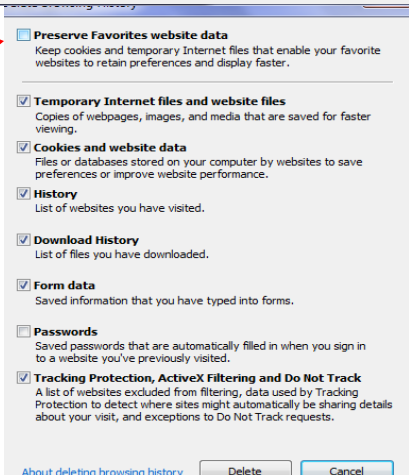 Delete Browsing History
Preserve Favorites website data
Keep cookies and temporary Internet files that enable your favorite
websites to retain preferences and display faster.
Temporary Internet files and website files
Copies of webpages, images, and media that are saved for faster
viewing.
Cookies and website data
Files or databases stored on your computer by websites to save
preferences or improve website performance.
History
List of websites you have visited.
Download History
List of files you have downloaded.
Form data
Saved information that you have typed into forms.
Passwords
Saved passwords that are automatically filled in when you sign in
to a website you've previously visited.
Tracking Protection, ActiveX Filtering and Do Not Track
A list of websites excluded from filtering, data used by Tracking
Protection to detect where sites might automatically be sharing details
about your visit, and exceptions to Do Not Track requests.
About deleting browsing history Delete Cancel